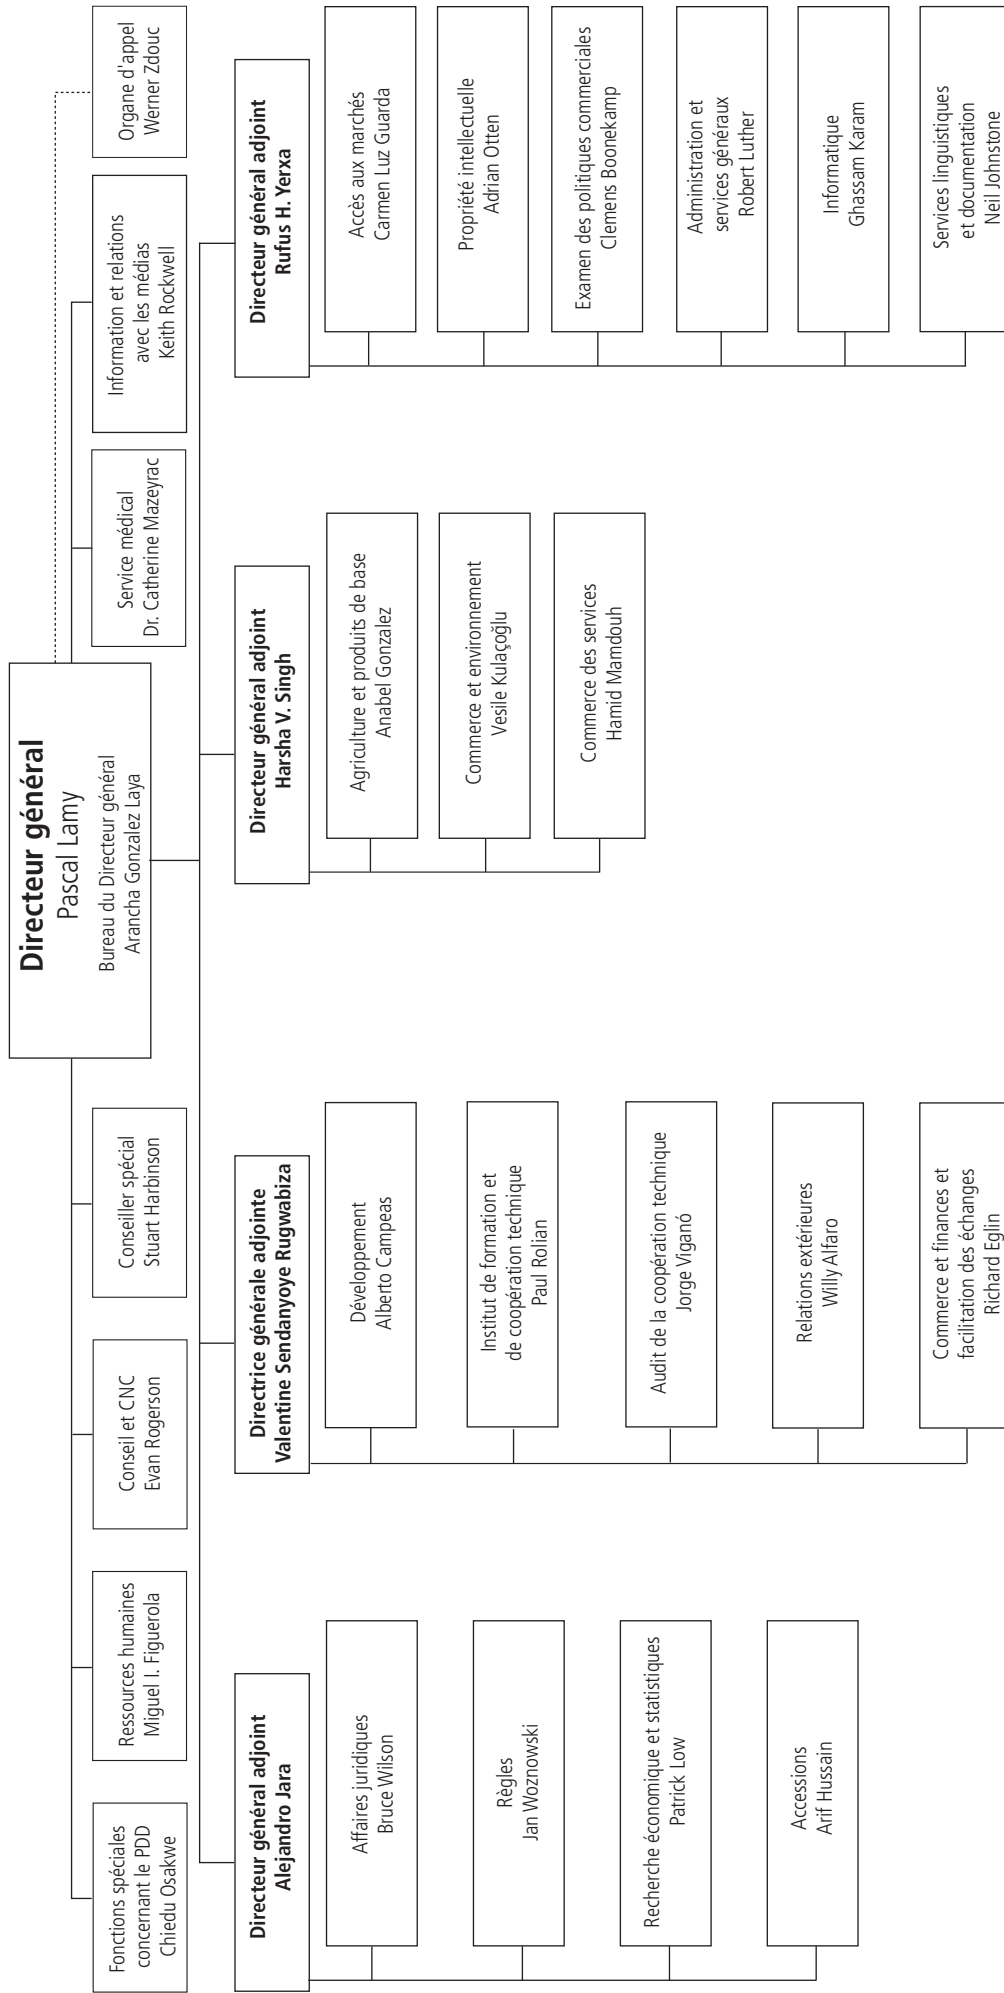 Directeur général
Pascal Lamy
Bureau du Directeur général
Arancha Gonzalez Laya
Fonctions spéciales
concernant le PDD
Chiedu Osakwe
Ressources humaines
Miguel I. Figuerola
Conseil et CNC
Evan Rogerson
Conseiller spécial
Stuart Harbinson
Service médical
Dr. Catherine Mazeyrac
Information et relations
avec les médias
Keith Rockwell
Organe d'appel
Werner Zdouc
Directeur général adjoint
Alejandro Jara
Affaires juridiques
Bruce Wilson
Règles
Jan Woznowski
Recherche économique et statistiques
Patrick Low
Accessions
Arif Hussain
Directrice générale adjointe
Valentine Sendanyoye Rugwabiza
Développement
Alberto Campeas
Institut de formation et
de coopération technique
Paul Rolian
Audit de la coopération technique
Jorge Viganó
Relations extérieures
Willy Alfaro
Commerce et finances et
facilitation des échanges
Richard Eglin
Directeur général adjoint
Harsha V. Singh
Agriculture et produits de base
Anabel Gonzalez
Commerce et environnement
Vesile Kulaçoğlu
Commerce des services
Hamid Mamdouh
Directeur général adjoint
Rufus H. Yerxa
Accès aux marchés
Carmen Luz Guarda
Propriété intellectuelle
Adrian Otten
Examen des politiques commerciales
Clemens Boonekamp
Administration et
services généraux
Robert Luther
Informatique
Ghassam Karam
Services linguistiques
et documentation
Neil Johnstone